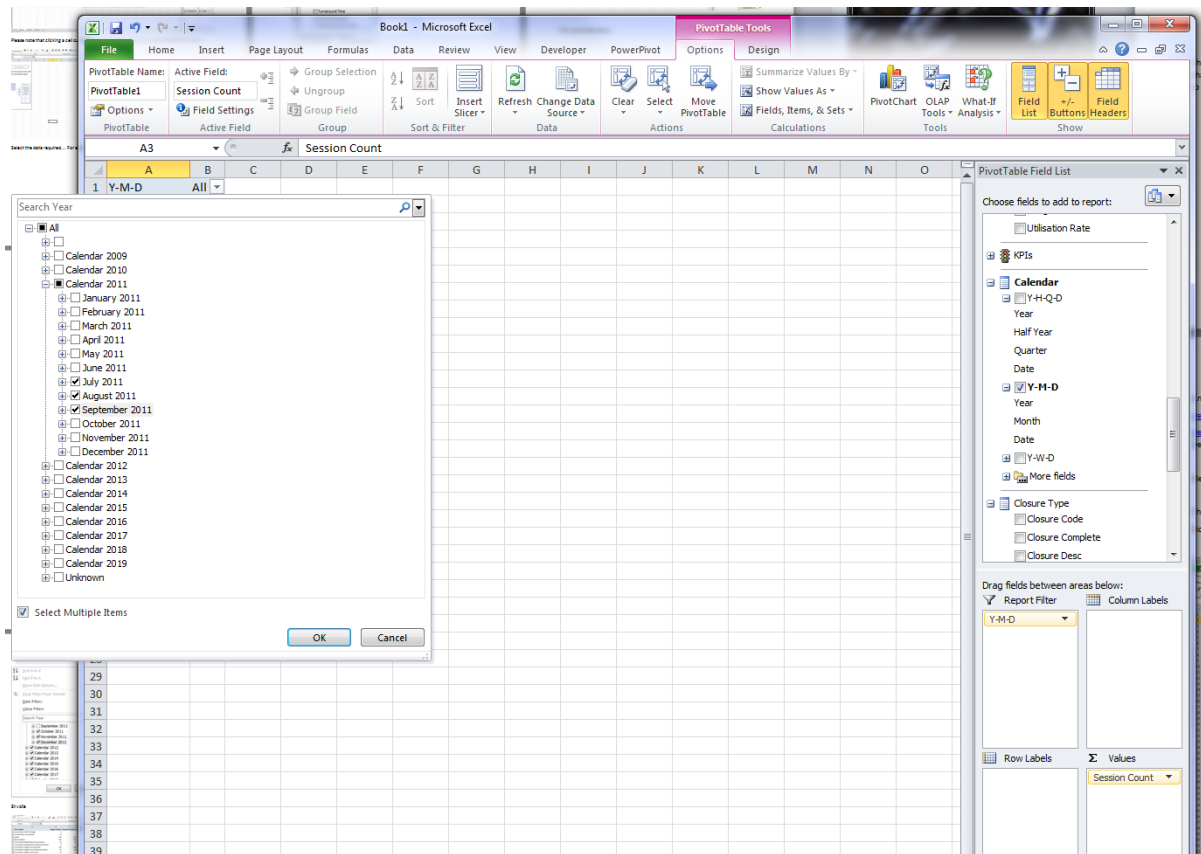 Book1 - Microsoft Excel
PivotTable Tools
File Home Insert Page Layout Formulas Data Review View Developer PowerPivot Options Design
PivotTable Name:
PivotTable1
Options
PivotTable
Active Field:
Session Count
Field Settings
Active Field
Group Selection
Ungroup
Group Field
Group
Sort
Insert Slicer
Sort & Filter
Refresh
Change Data Source
Data
Clear
Select
Move PivotTable
Actions
Summarize Values By
Show Values As
Fields, Items, & Sets
Calculations
PivotChart
OLAP Tools
What-If Analysis
Tools
Field List
+/- Buttons
Field Headers
Show
A3
fx Session Count
A B C D E F G H I J K L M N O
1 Y-M-D All
Search Year
All
Calendar 2009
Calendar 2010
Calendar 2011
January 2011
February 2011
March 2011
April 2011
May 2011
June 2011
July 2011
August 2011
September 2011
October 2011
November 2011
December 2011
Calendar 2012
Calendar 2013
Calendar 2014
Calendar 2015
Calendar 2016
Calendar 2017
Calendar 2018
Calendar 2019
Unknown
Select Multiple Items
OK Cancel
29
30
31
32
33
34
35
36
37
38
39
PivotTable Field List
Choose fields to add to report:
Utilisation Rate
KPIs
Calendar
Y-H-Q-D
Year
Half Year
Quarter
Date
Y-M-D
Year
Month
Date
Y-W-D
More fields
Closure Type
Closure Code
Closure Complete
Closure Desc
Drag fields between areas below:
Report Filter
Column Labels
Y-M-D
Row Labels
Σ Values
Session Count